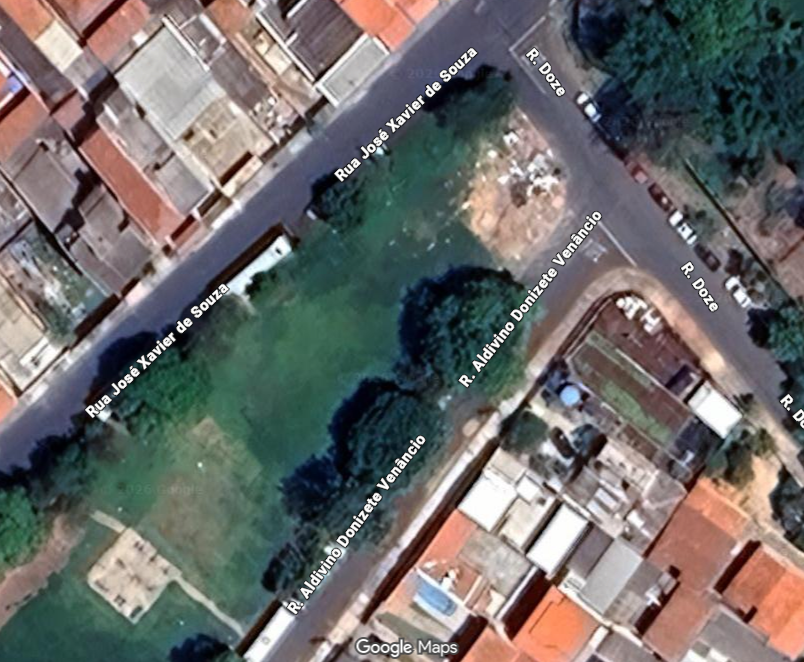 R. Doze
Rua José Xavier de Souza
R. Aldivino Donizete Venâncio
R. Doze
Rua José Xavier de Souza
R. Aldivino Donizete Venâncio
Google Maps